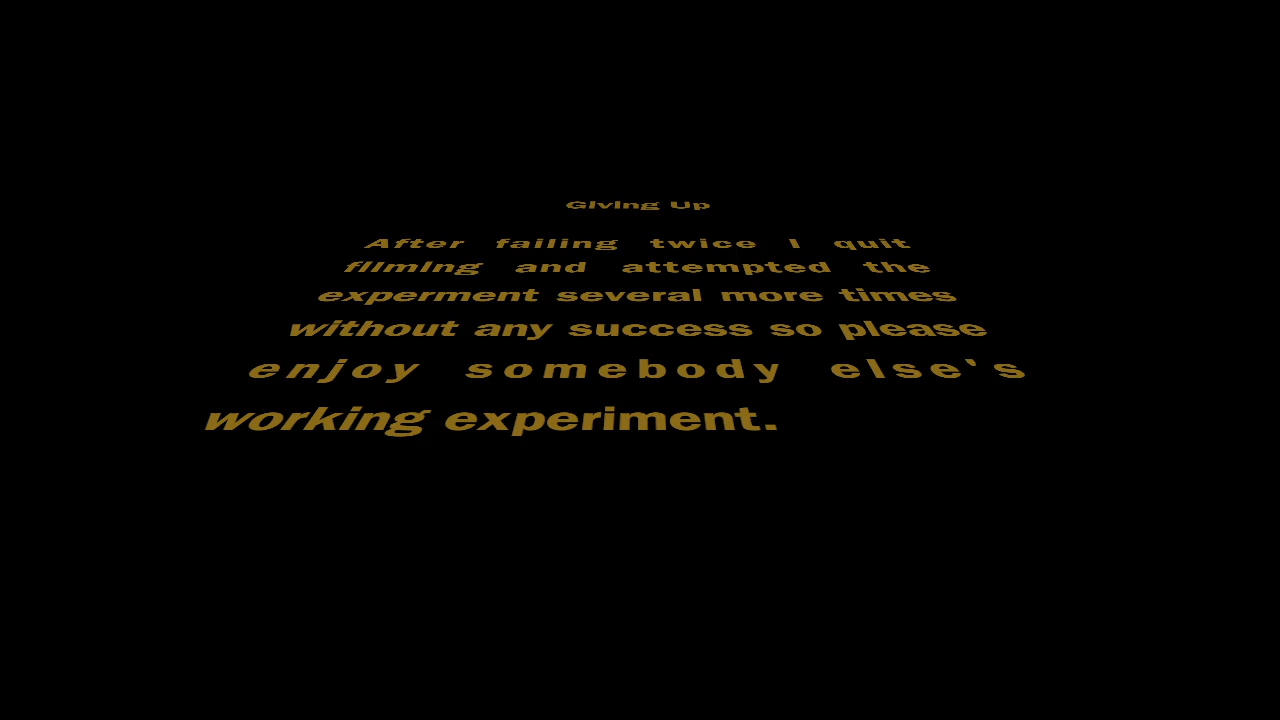 Giving Up
After failing twice I quit
filming and attempted the
experment several more times
without any success so please
enjoy somebody else's
working experiment.